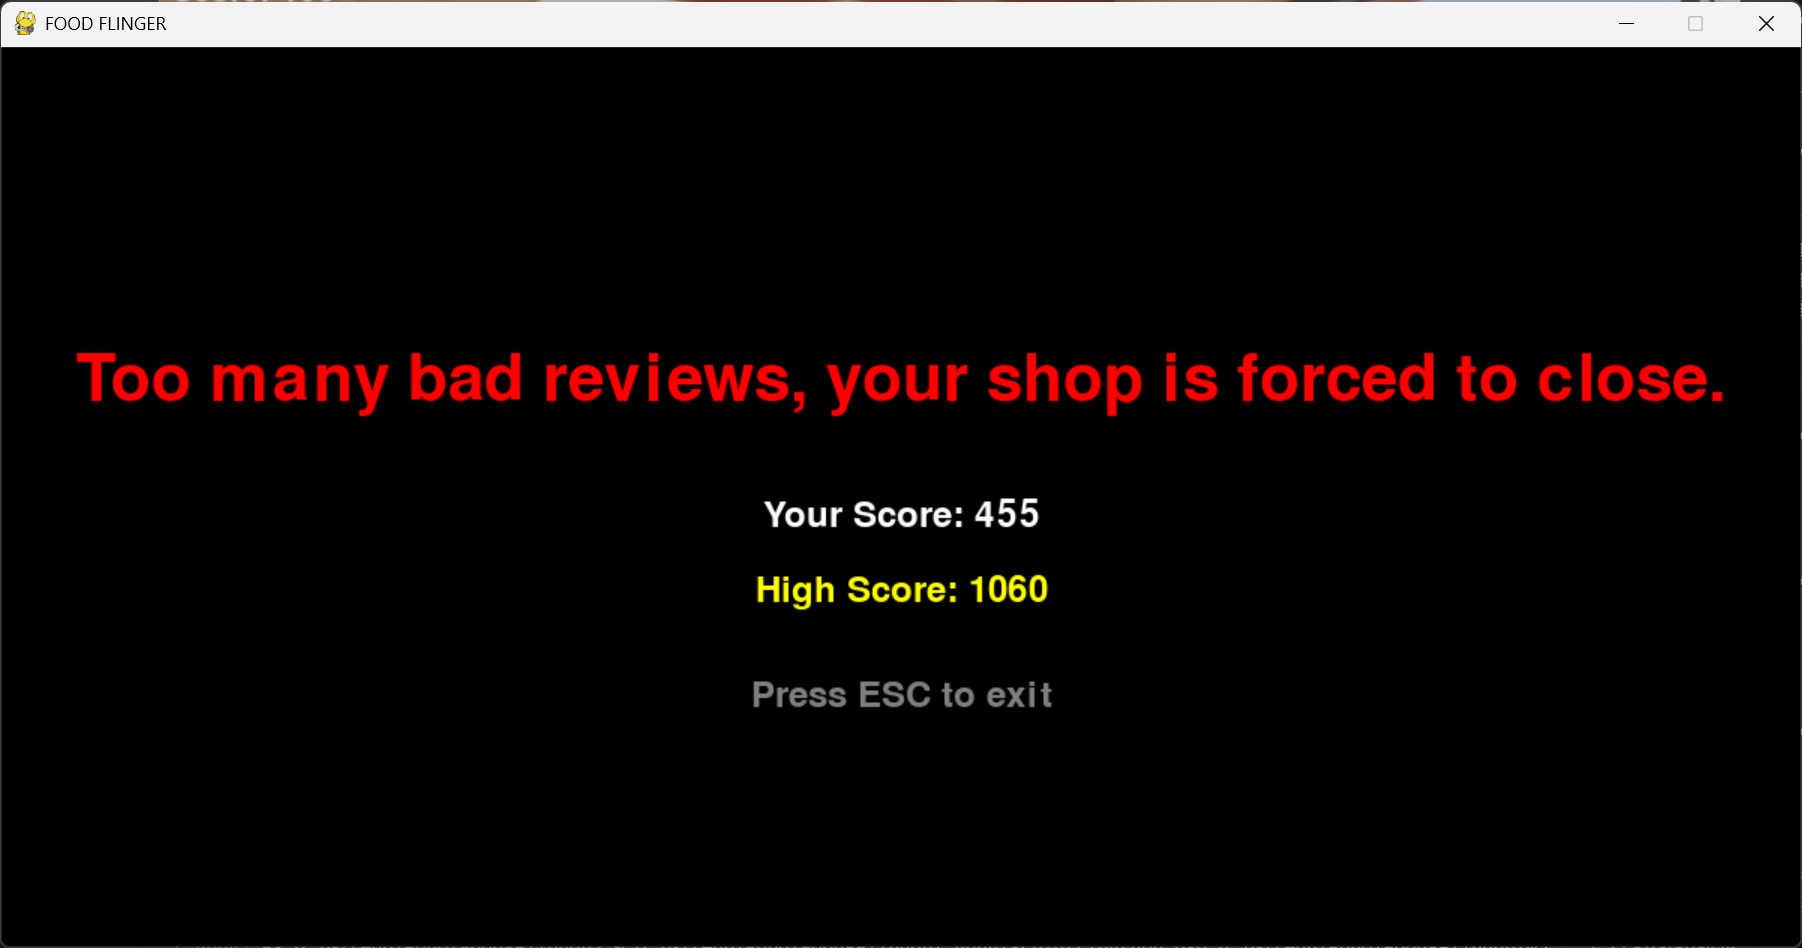 FOOD FLINGER
Too many bad reviews, your shop is forced to close.
Your Score: 455
High Score: 1060
Press ESC to exit